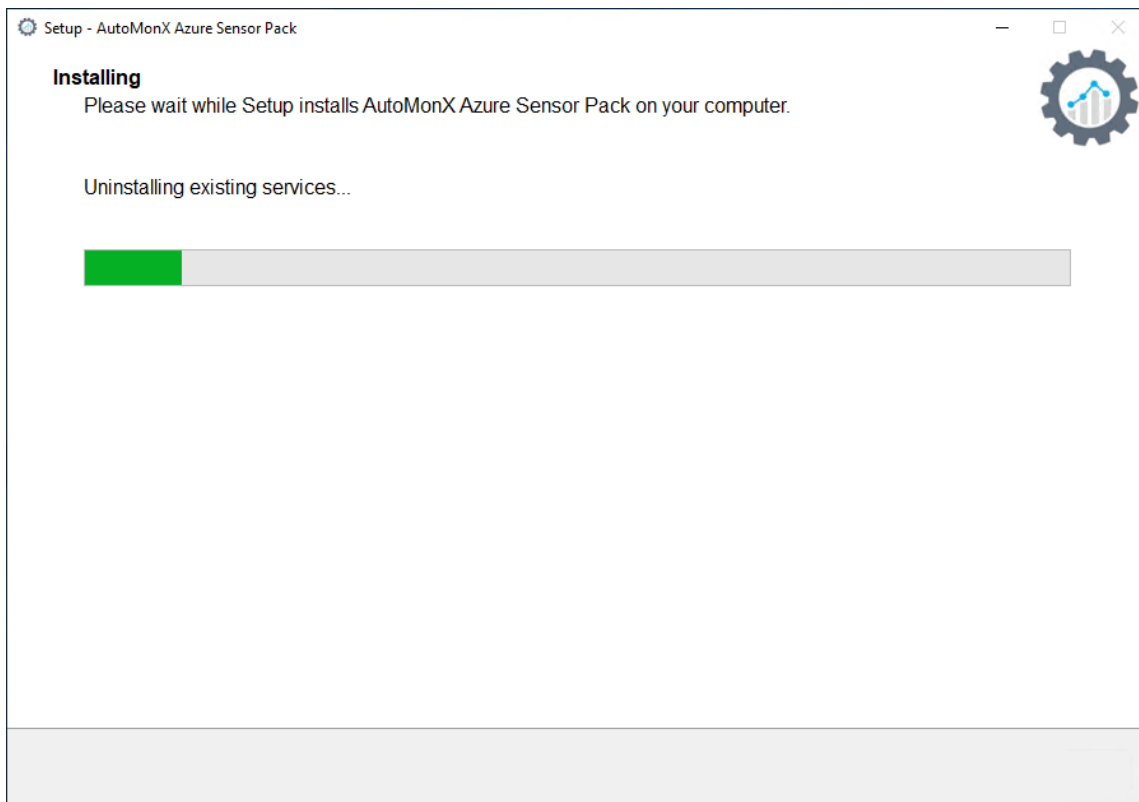 Setup - AutoMonX Azure Sensor Pack
Installing
Please wait while Setup installs AutoMonX Azure Sensor Pack on your computer.
Uninstalling existing services...